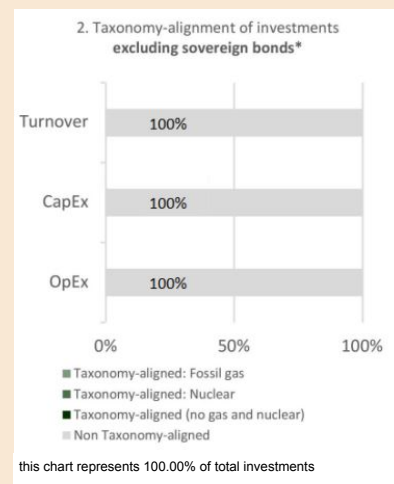 2. Taxonomy-alignment of investments
excluding sovereign bonds*
Turnover
100%
CapEx
100%
OpEx
100%
0%
50%
100%
Taxonomy-aligned: Fossil gas
Taxonomy-aligned: Nuclear
Taxonomy-aligned (no gas and nuclear)
Non Taxonomy-aligned
this chart represents 100.00% of total investments